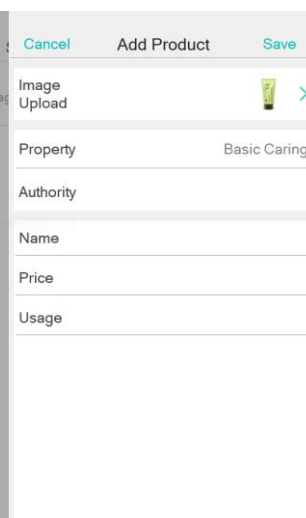 Cancel Add Product Save
Image
Upload
Property Basic Caring
Authority
Name
Price
Usage